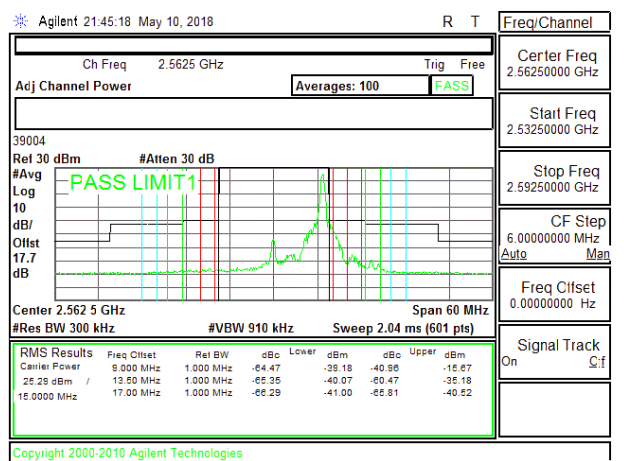 Agilent 21:45:18 May 10, 2018 R T
Freq/Channel
Ch Freq 2.5625 GHz Trig Free
Adj Channel Power Averages: 100 PASS
Center Freq
2.56250000 GHz
Start Freq
2.53250000 GHz
Stop Freq
2.59250000 GHz
CF Step
6.00000000 MHz
Auto Man
Freq Offset
0.00000000 Hz
Signal Track
On Off
39004
Ref 30 dBm #Atten 30 dB
#Avg
Log
10
dB/
Offst
17.7
dB
PASS LIMIT1
Center 2.562 5 GHz Span 60 MHz
#Res BW 300 kHz #VBW 910 kHz Sweep 2.04 ms (601 pts)
RMS Results Freq Offset Ref BW dBc Lower dBm dBc Upper dBm
Carrier Power 9.000 MHz 1.000 MHz -64.47 -39.18 -40.96 -15.67
25.29 dBm / 13.50 MHz 1.000 MHz -65.35 -40.07 -60.47 -35.18
15.0000 MHz 17.00 MHz 1.000 MHz -66.29 -41.00 -65.81 -40.52
Copyright 2000-2010 Agilent Technologies